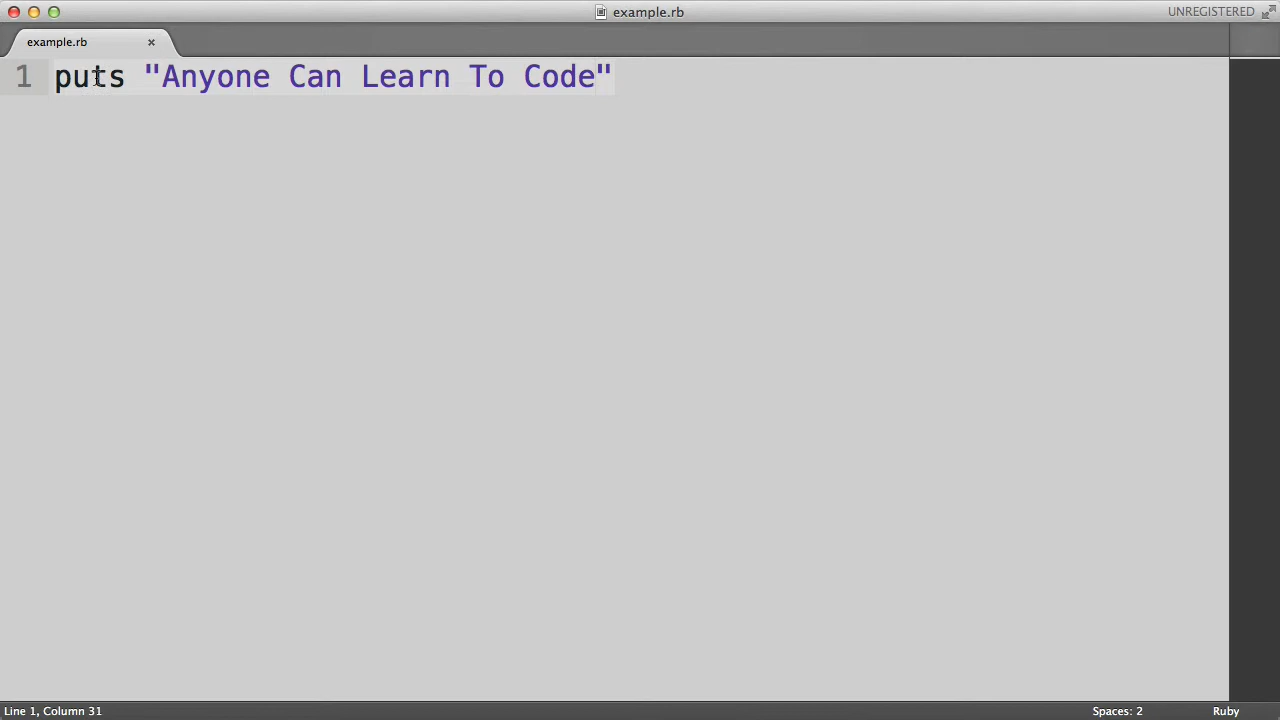 example.rb
UNREGISTERED
example.rb ×
1 puts "Anyone Can Learn To Code"
Line 1, Column 31
Spaces: 2
Ruby